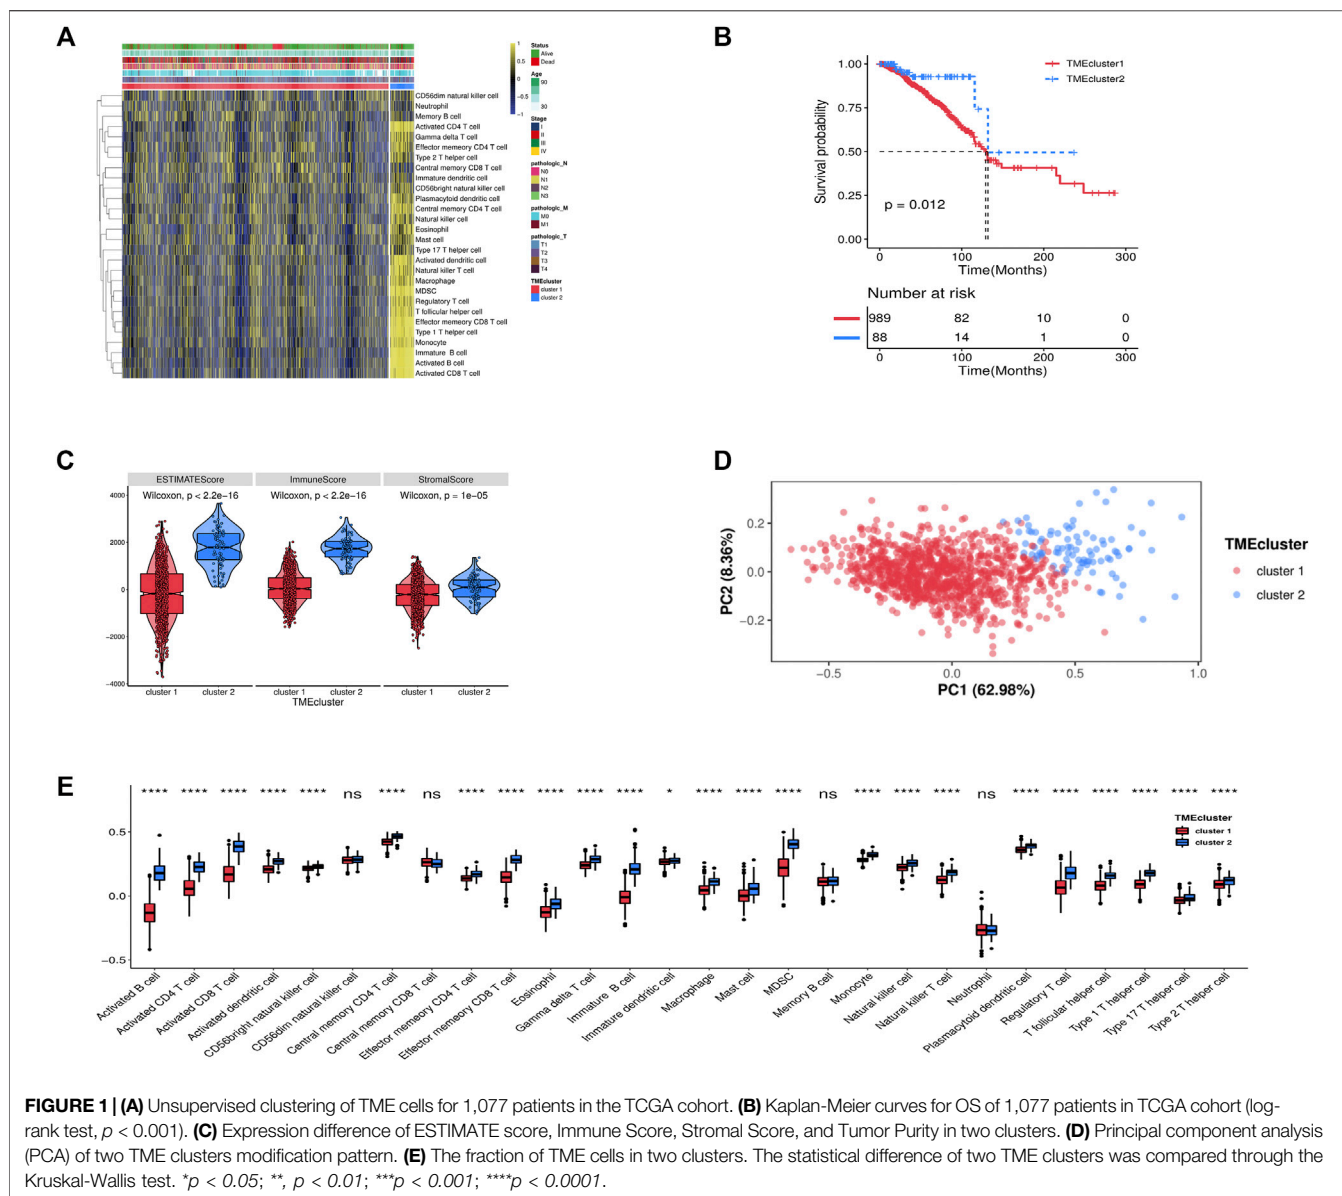 A
Status
Alive
Dead
Age
90
30
Stage
I
II
III
IV
pathologic_N
N0
N1
N2
N3
pathologic_M
M0
M1
pathologic_T
T1
T2
T3
T4
TMEcluster
cluster 1
cluster 2
1
0.5
0
−0.5
−1
CD56dim natural killer cell
Neutrophil
Memory B cell
Activated CD4 T cell
Gamma delta T cell
Effector memeory CD4 T cell
Type 2 T helper cell
Central memory CD8 T cell
Immature dendritic cell
CD56bright natural killer cell
Plasmacytoid dendritic cell
Central memory CD4 T cell
Natural killer cell
Eosinophil
Mast cell
Type 17 T helper cell
Activated dendritic cell
Natural killer T cell
Macrophage
MDSC
Regulatory T cell
T follicular helper cell
Effector memeory CD8 T cell
Type 1 T helper cell
Monocyte
Immature B cell
Activated B cell
Activated CD8 T cell
B
TMEcluster1
TMEcluster2
Survival probability
1.00
0.75
0.50
0.25
0.00
p = 0.012
0 100 200 300
Time(Months)
Number at risk
989 82 10 0
88 14 1 0
0 100 200 300
Time(Months)
C
ESTIMATEScore ImmuneScore StromalScore
Wilcoxon, p < 2.2e−16 Wilcoxon, p < 2.2e−16 Wilcoxon, p = 1e−05
4000
2000
0
−2000
−4000
cluster 1 cluster 2 cluster 1 cluster 2 cluster 1 cluster 2
TMEcluster
D
PC2 (8.36%)
0.2
0.0
−0.2
−0.5 0.0 0.5 1.0
PC1 (62.98%)
TMEcluster
cluster 1
cluster 2
E
**** **** **** **** **** ns **** ns **** **** **** **** **** * **** **** **** ns **** **** **** ns **** **** **** **** **** ****
TMEcluster
cluster 1
cluster 2
0.5
0.0
−0.5
Activated B cell
Activated CD4 T cell
Activated CD8 T cell
Activated dendritic cell
CD56bright natural killer cell
CD56dim natural killer cell
Central memory CD4 T cell
Central memory CD8 T cell
Effector memeory CD4 T cell
Effector memeory CD8 T cell
Eosinophil
Gamma delta T cell
Immature B cell
Immature dendritic cell
Macrophage
Mast cell
MDSC
Memory B cell
Monocyte
Natural killer cell
Natural killer T cell
Neutrophil
Plasmacytoid dendritic cell
Regulatory T cell
T follicular helper cell
Type 1 T helper cell
Type 17 T helper cell
Type 2 T helper cell
FIGURE 1 | (A) Unsupervised clustering of TME cells for 1,077 patients in the TCGA cohort. (B) Kaplan-Meier curves for OS of 1,077 patients in TCGA cohort (log-
rank test, p < 0.001). (C) Expression difference of ESTIMATE score, Immune Score, Stromal Score, and Tumor Purity in two clusters. (D) Principal component analysis
(PCA) of two TME clusters modification pattern. (E) The fraction of TME cells in two clusters. The statistical difference of two TME clusters was compared through the
Kruskal-Wallis test. *p < 0.05; **, p < 0.01; ***p < 0.001; ****p < 0.0001.